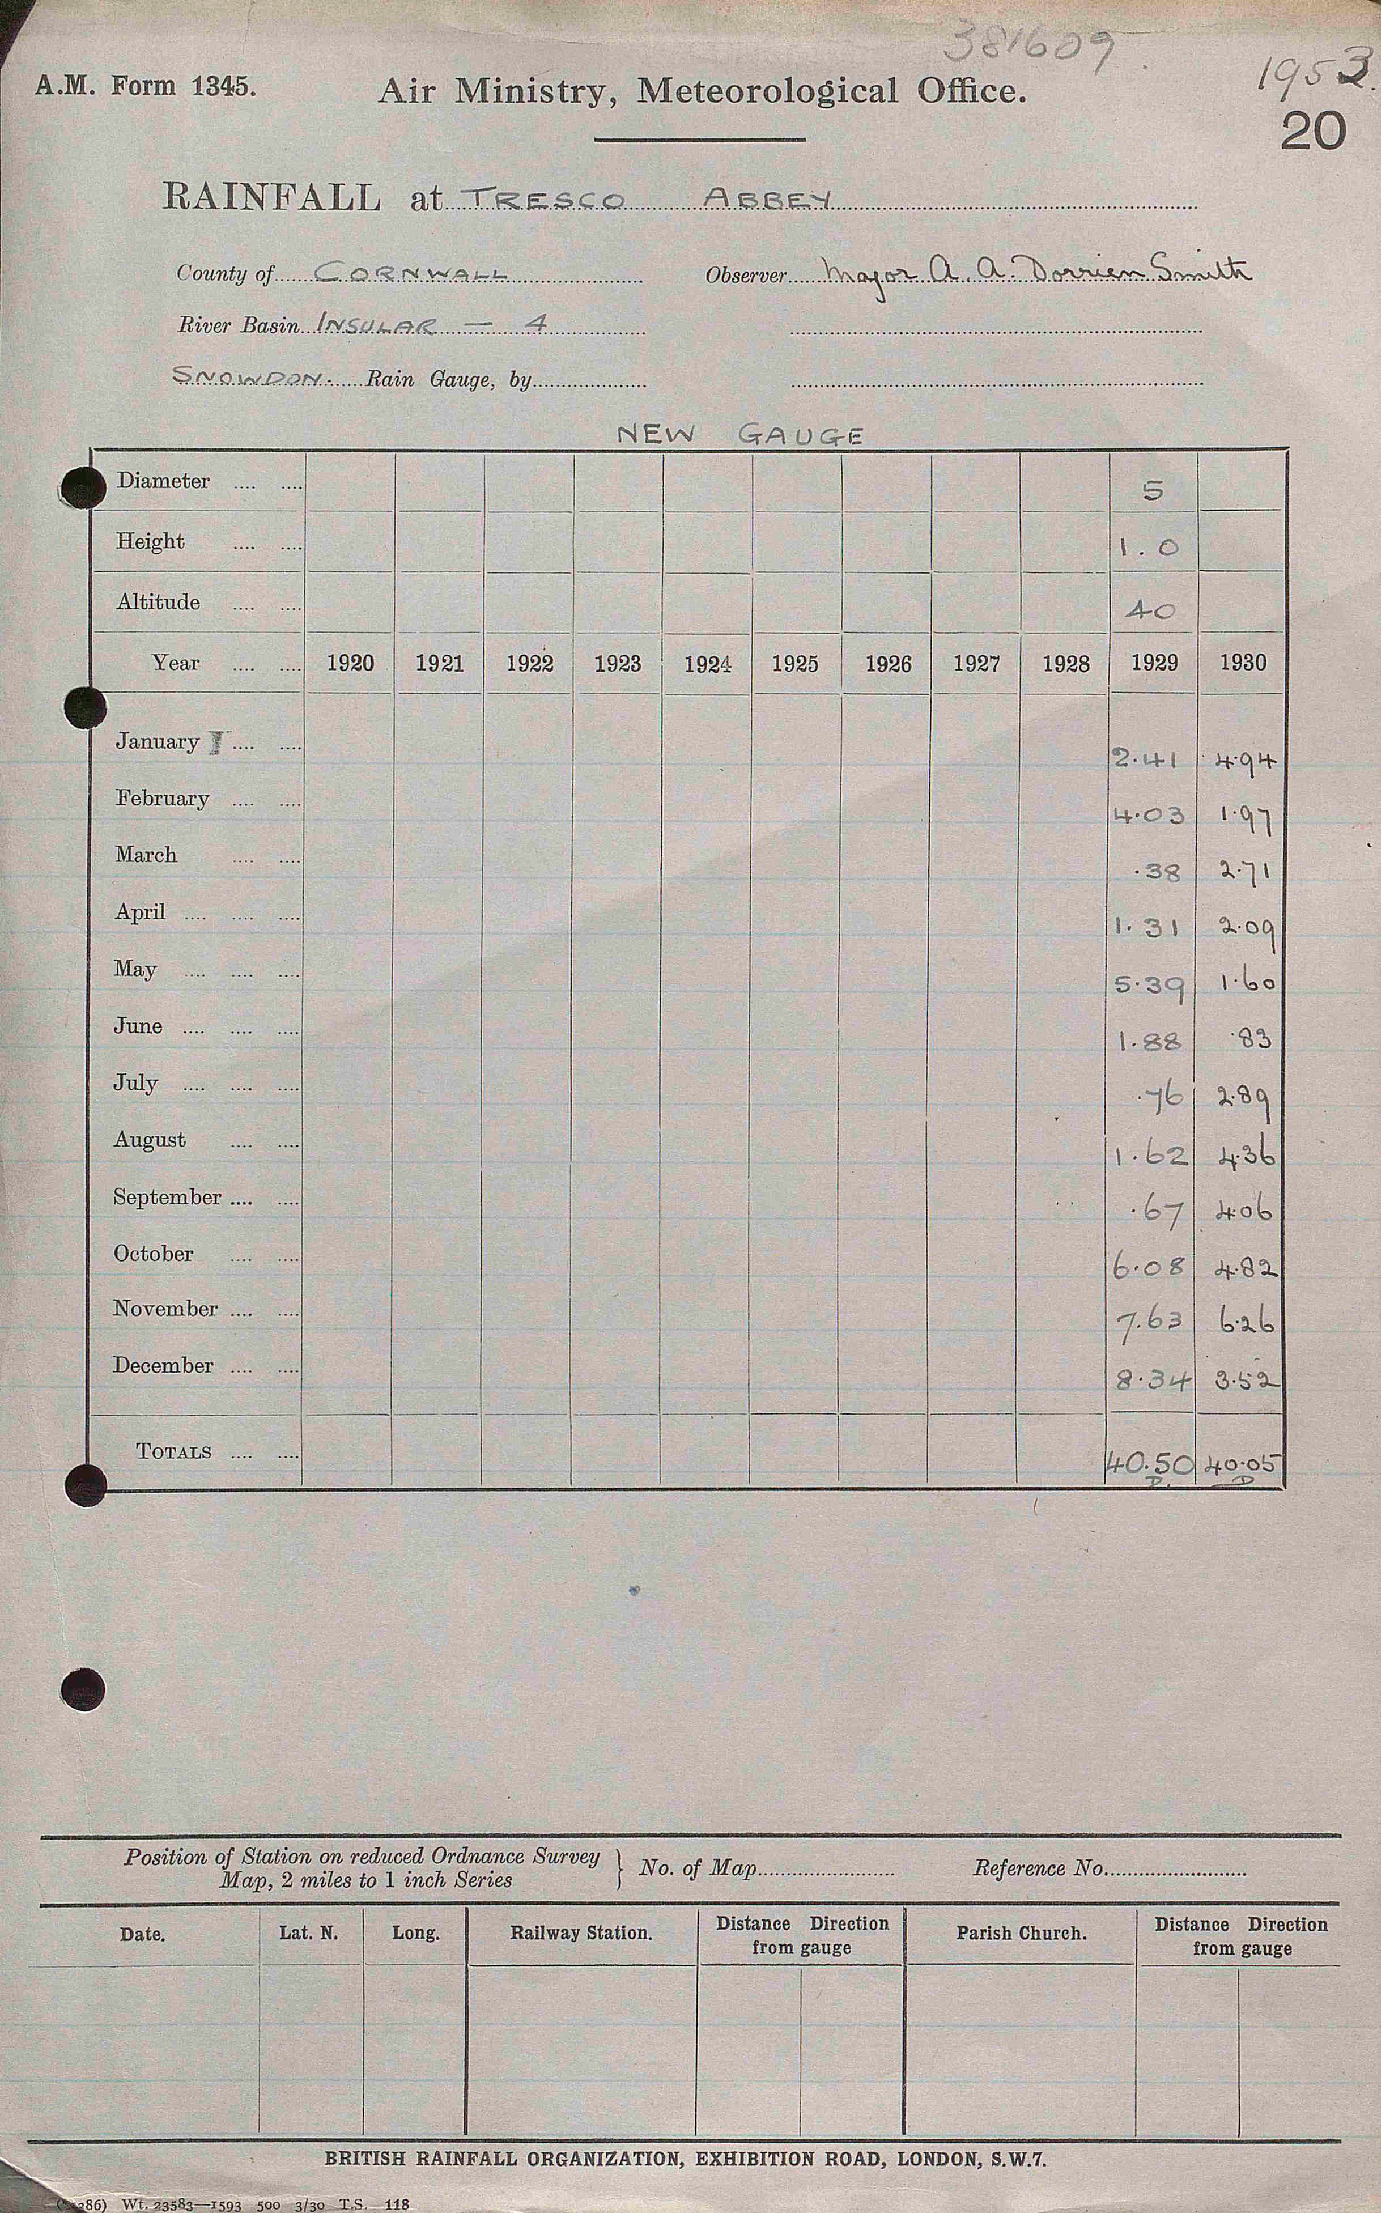 381609
1953.
A.M. Form 1345. Air Ministry, Meteorological Office.
20
RAINFALL at TRESCO ABBEY
County of CORNWALL Observer Major A. A. Dorrien Smith
River Basin INSULAR — 4
SNOWDON Rain Gauge, by
NEW GAUGE
Diameter 5
Height 1.0
Altitude 40
Year 1920 1921 1922 1923 1924 1925 1926 1927 1928 1929 1930
January 2.41 4.94
February 4.03 1.97
March .38 2.71
April 1.31 2.09
May 5.39 1.60
June 1.88 .83
July .76 2.89
August 1.62 4.36
September .67 4.06
October 6.08 4.82
November 7.63 6.26
December 8.34 3.52
TOTALS 40.50 40.05
D. D
Position of Station on reduced Ordnance Survey
Map, 2 miles to 1 inch Series } No. of Map Reference No.
Date. Lat. N. Long. Railway Station. Distance Direction from gauge Parish Church. Distance Direction from gauge
BRITISH RAINFALL ORGANIZATION, EXHIBITION ROAD, LONDON, S.W.7.
86) Wt. 23583—1593 500 3/30 T.S. 118